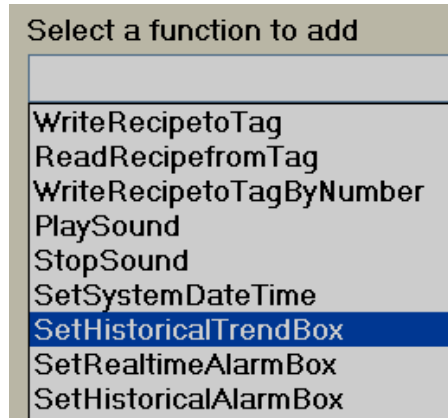 Select a function to add
WriteRecipetoTag
ReadRecipefromTag
WriteRecipetoTagByNumber
PlaySound
StopSound
SetSystemDateTime
SetHistoricalTrendBox
SetRealtimeAlarmBox
SetHistoricalAlarmBox